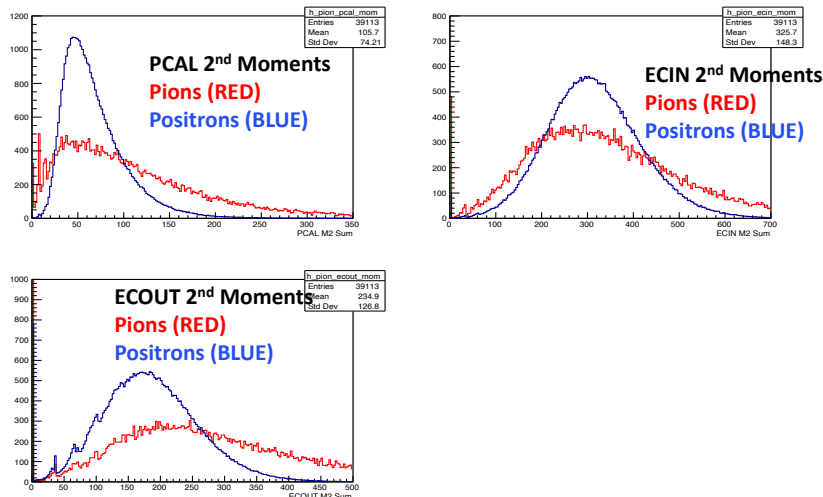 h_pion_pcal_mom
Entries 39113
Mean 105.7
Std Dev 74.21
PCAL 2nd Moments
Pions (RED)
Positrons (BLUE)
1200
1000
800
600
400
200
0
0 50 100 150 200 250 300 350
PCAL M2 Sum
h_pion_ecin_mom
Entries 39113
Mean 325.7
Std Dev 148.3
ECIN 2nd Moments
Pions (RED)
Positrons (BLUE)
800
700
600
500
400
300
200
100
0
0 100 200 300 400 500 600 700
ECIN M2 Sum
h_pion_ecout_mom
Entries 39113
Mean 234.9
Std Dev 126.8
ECOUT 2nd Moments
Pions (RED)
Positrons (BLUE)
1000
900
800
700
600
500
400
300
200
100
0
0 50 100 150 200 250 300 350 400 450 500
ECOUT M2 Sum